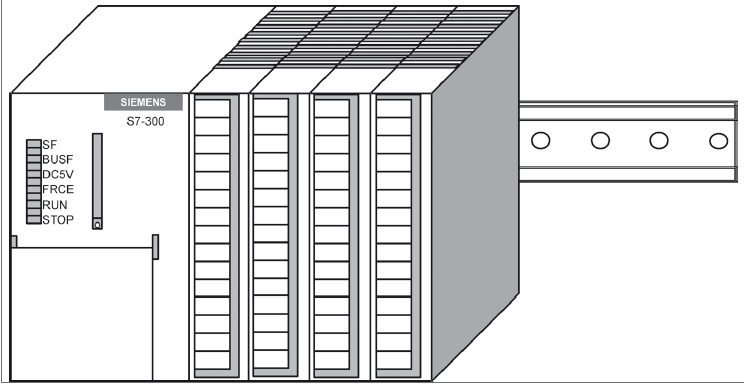 SIEMENS
S7-300
SF
BUSF
DC5V
FRCE
RUN
STOP